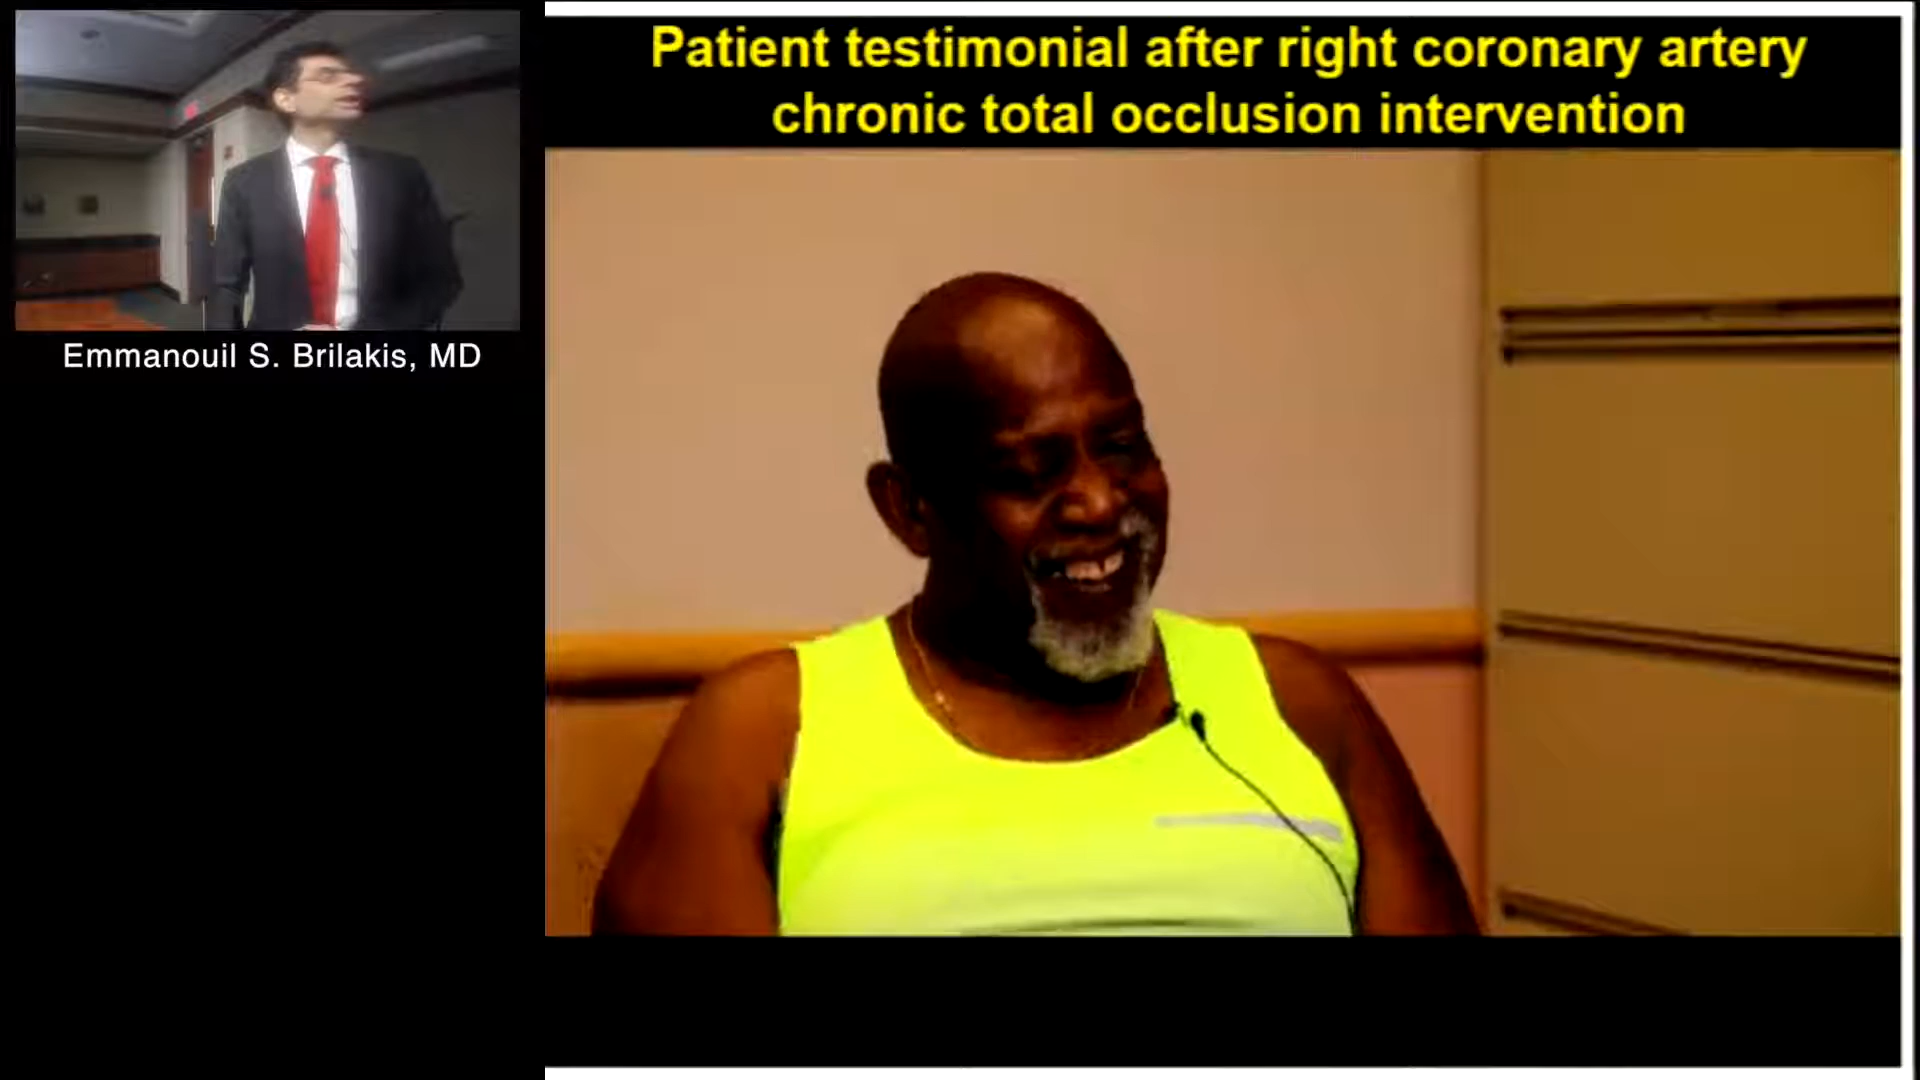 Patient testimonial after right coronary artery
chronic total occlusion intervention
Emmanouil S. Brilakis, MD